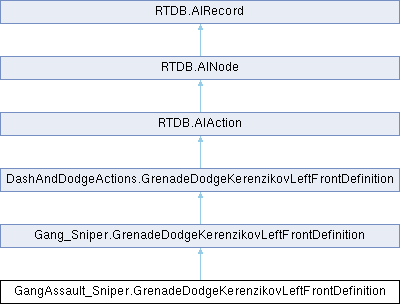 RTDB.AIRecord
RTDB.AINode
RTDB.AIAction
DashAndDodgeActions.GrenadeDodgeKerenzikovLeftFrontDefinition
Gang_Sniper.GrenadeDodgeKerenzikovLeftFrontDefinition
GangAssault_Sniper.GrenadeDodgeKerenzikovLeftFrontDefinition